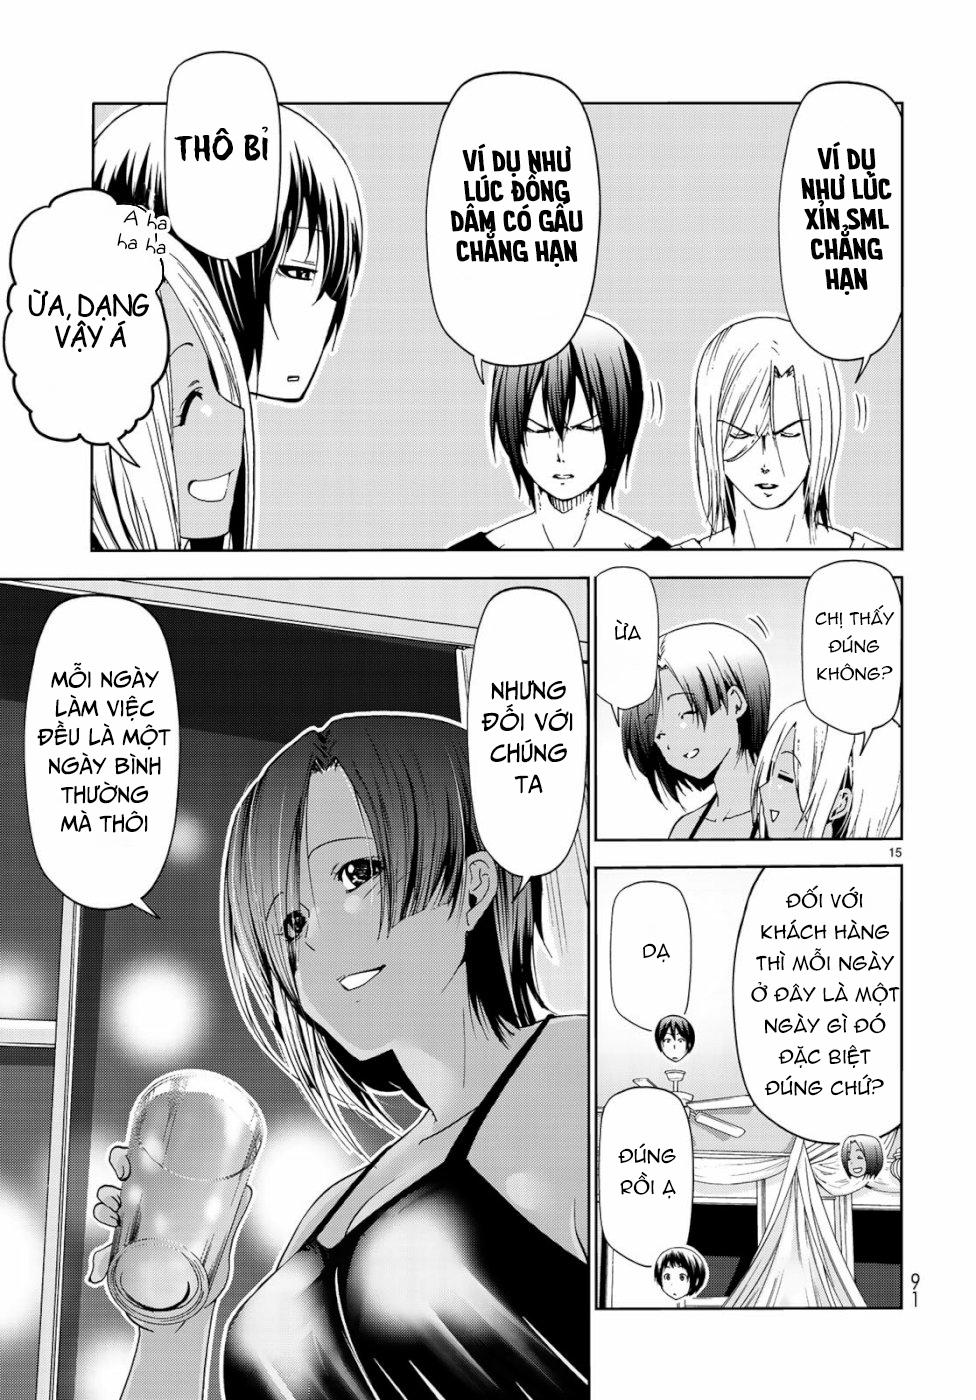 VÍ DỤ
NHƯ LÚC
XỈN SML
CHẲNG
HẠN
VÍ DỤ NHƯ
LÚC ĐỒNG
DÂM CÓ GẤU
CHẲNG HẠN
THÔ BỈ
A ha
ha ha
ỪA, DẠNG
VẬY Á
CHỊ THẤY
ĐÚNG
KHÔNG?
ỪA
15
ĐỐI VỚI
KHÁCH HÀNG
THÌ MỖI NGÀY
Ở ĐÂY LÀ MỘT
NGÀY GÌ ĐÓ
ĐẶC BIỆT
ĐÚNG CHỨ?
DẠ
ĐÚNG
RỒI Ạ
NHƯNG
ĐỐI VỚI
CHÚNG
TA
MỖI NGÀY
LÀM VIỆC
ĐỀU LÀ MỘT
NGÀY BÌNH
THƯỜNG
MÀ THÔI
91